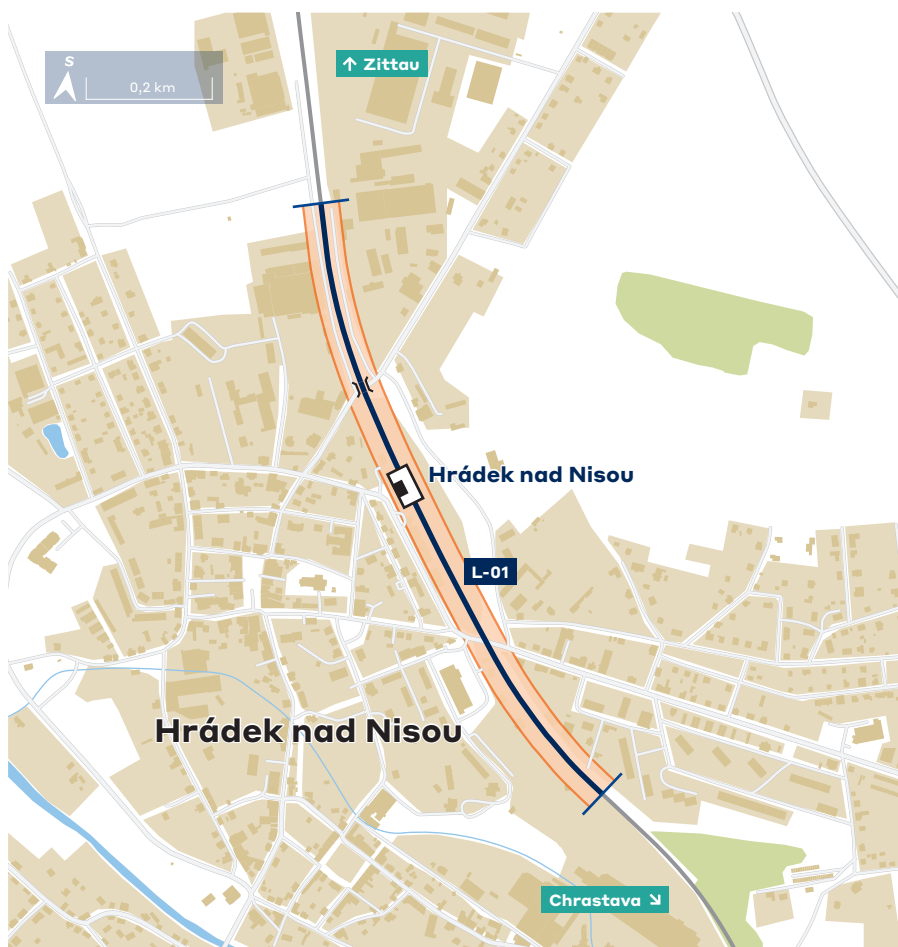 S
0,2 km
↑ Zittau
Hrádek nad Nisou
L-01
Hrádek nad Nisou
Chrastava ↘